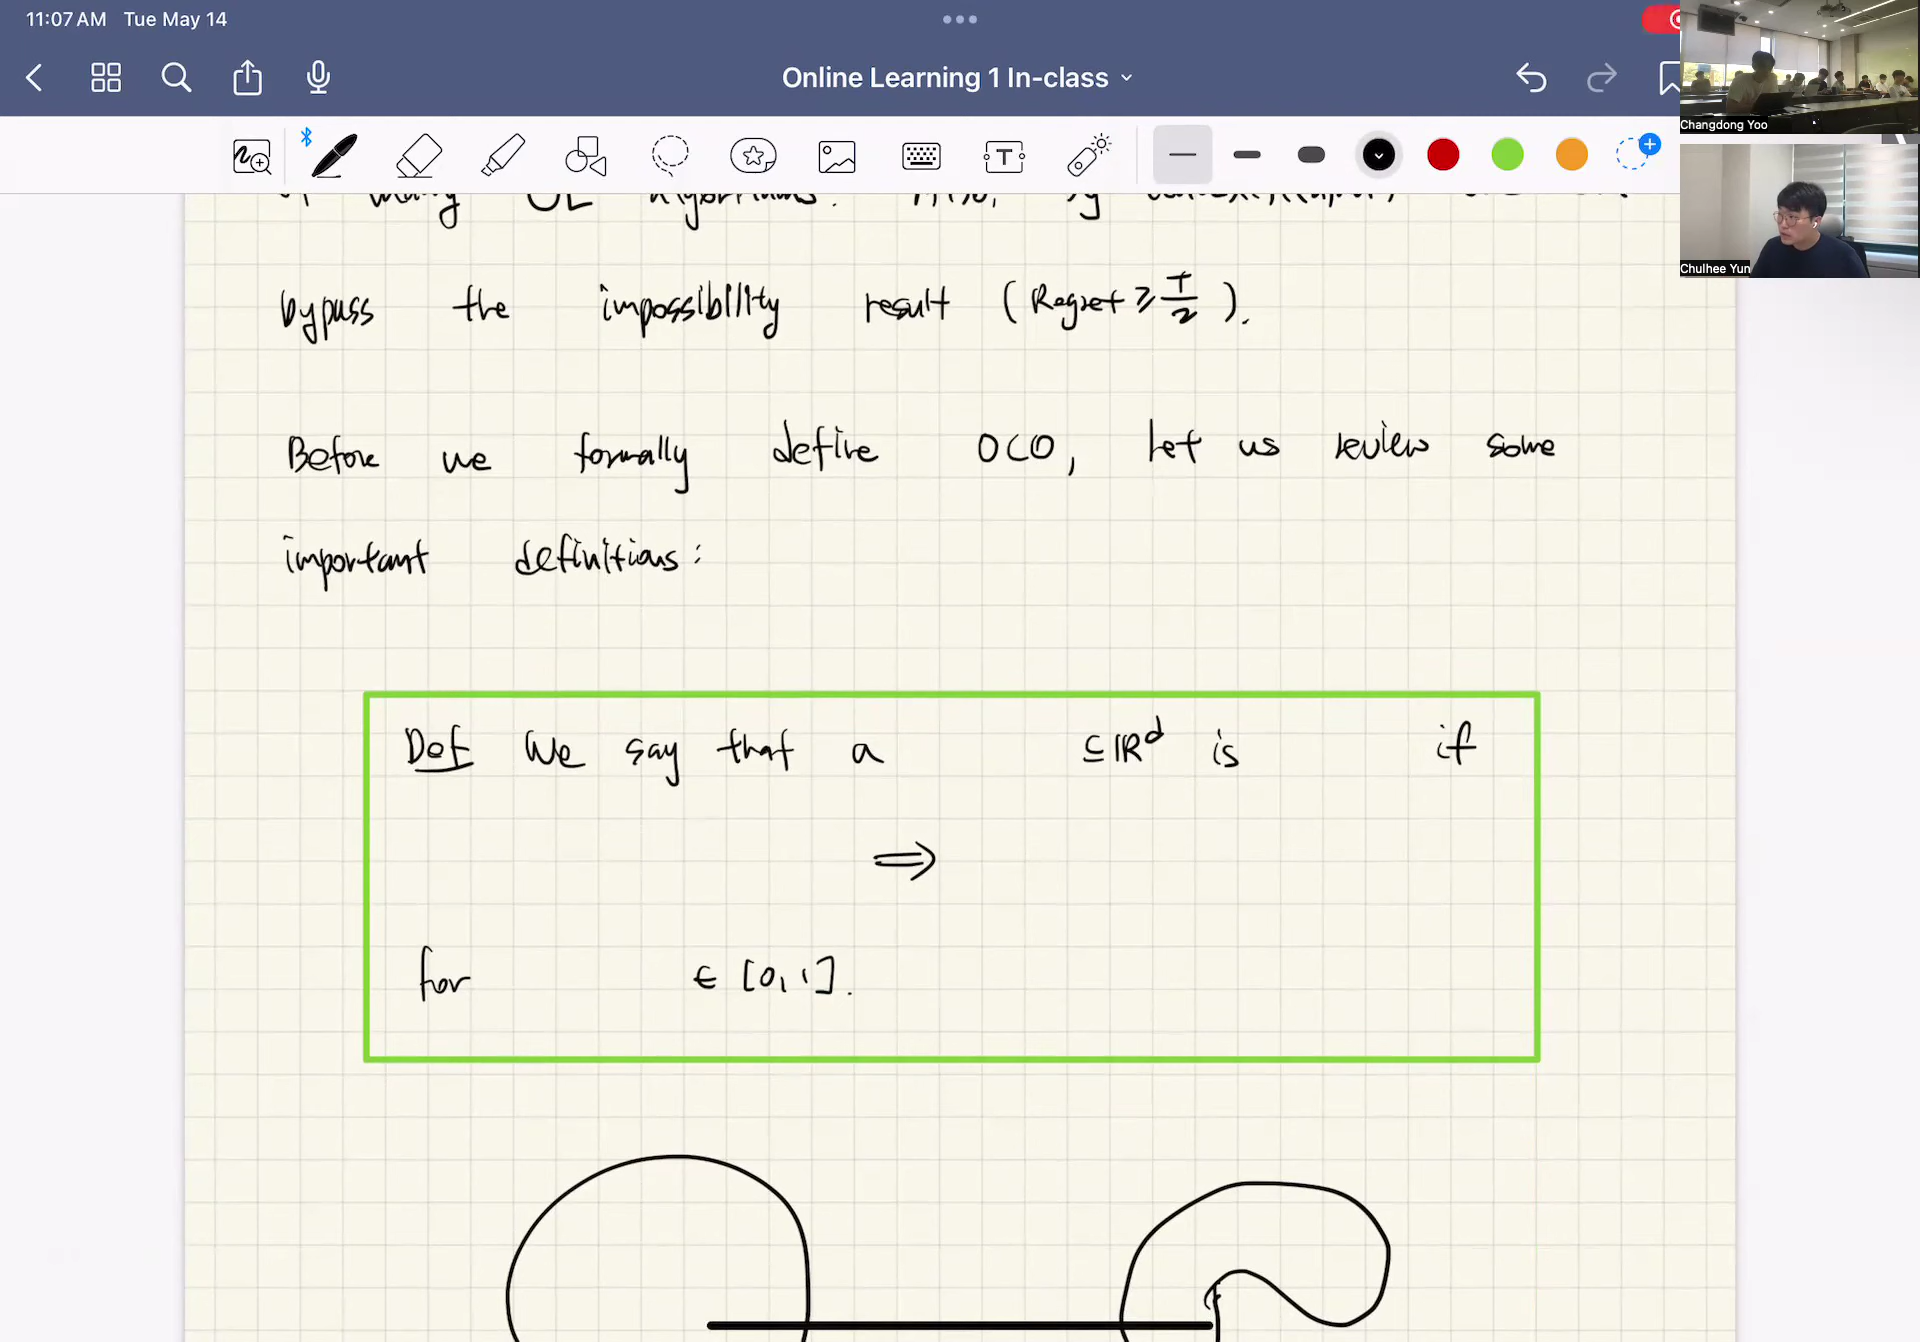 11:07 AM Tue May 14
Online Learning 1 In-class
Changdong Yoo
Chulhee Yun
bypass the impossibility result (Regret ≥ T/2).
Before we formally define OCO, let us review some
important definitions:
Def We say that a ⊆ ℝᵈ is if
⟹
for ∈ [0, 1].